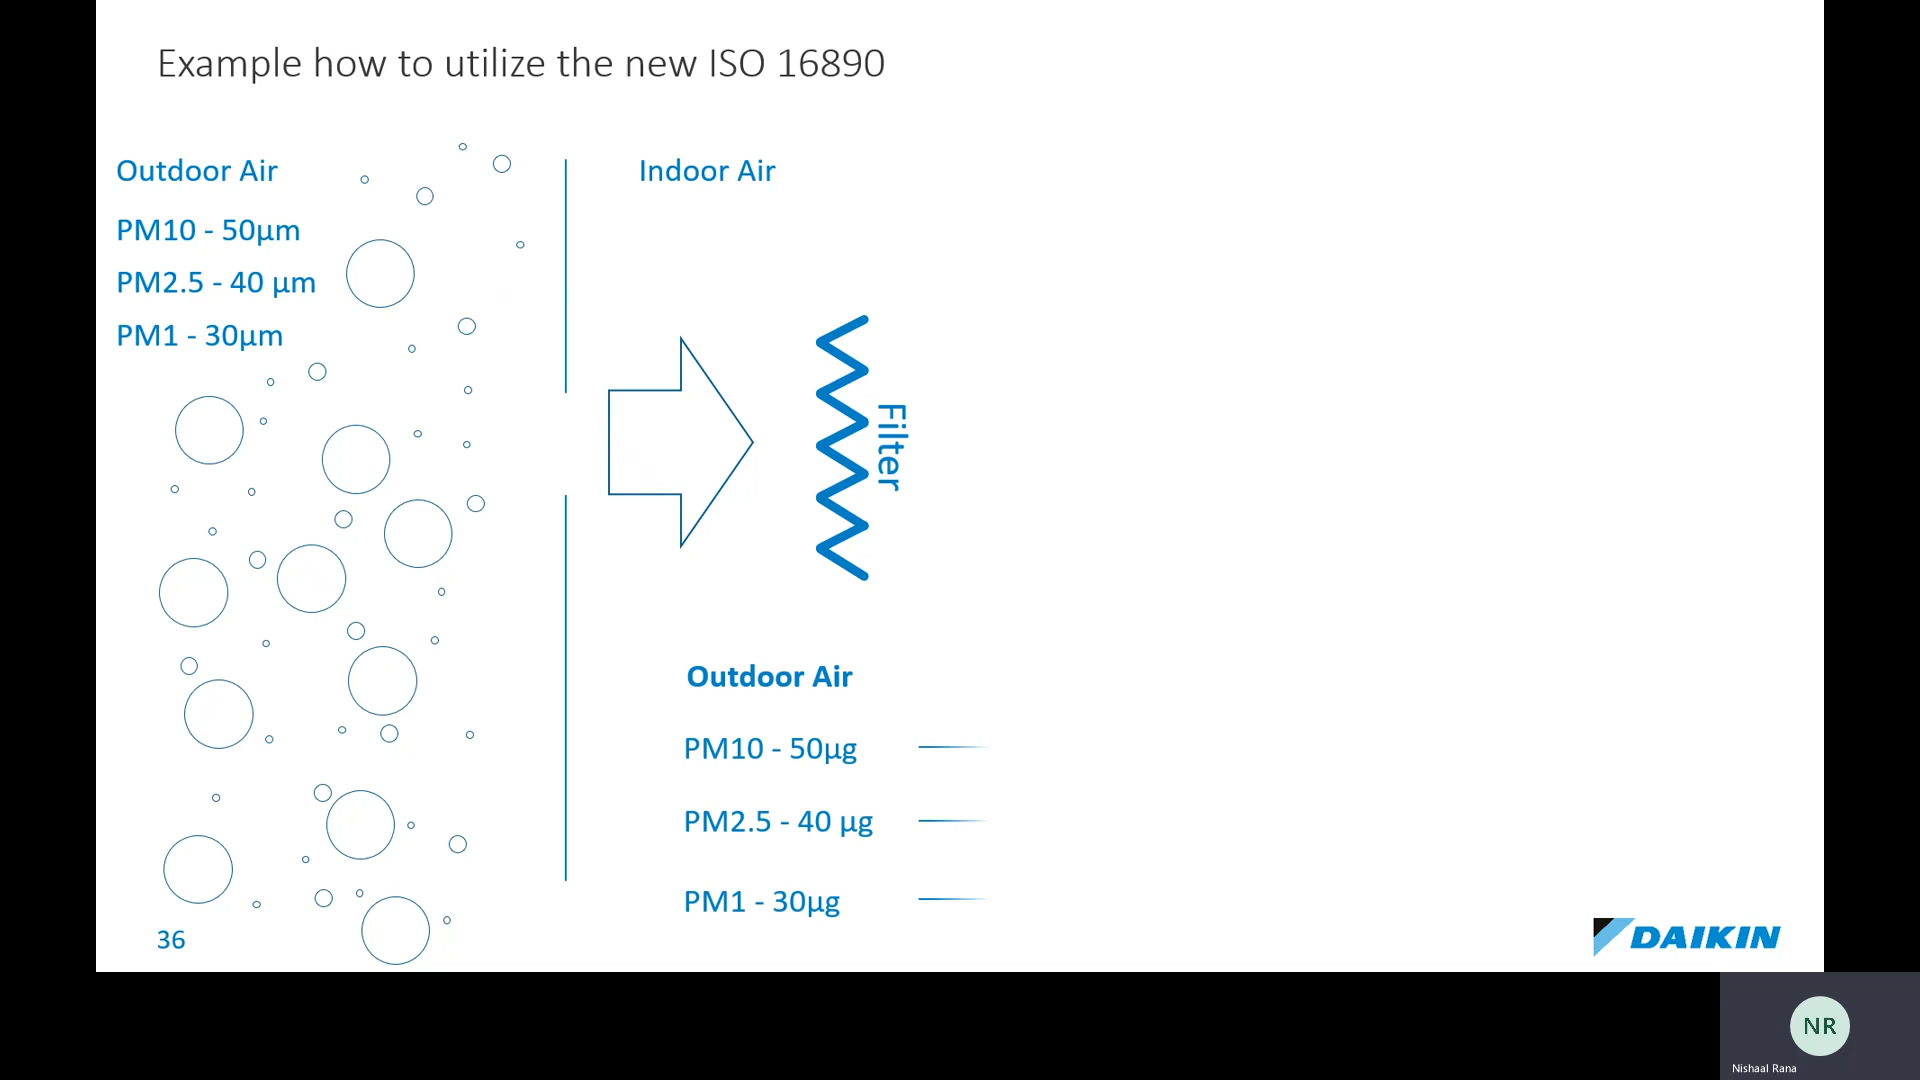 Example how to utilize the new ISO 16890
Outdoor Air
PM10 - 50µm
PM2.5 - 40 µm
PM1 - 30µm
Indoor Air
Filter
Outdoor Air
PM10 - 50µg
PM2.5 - 40 µg
PM1 - 30µg
36
DAIKIN
NR
Nishaal Rana